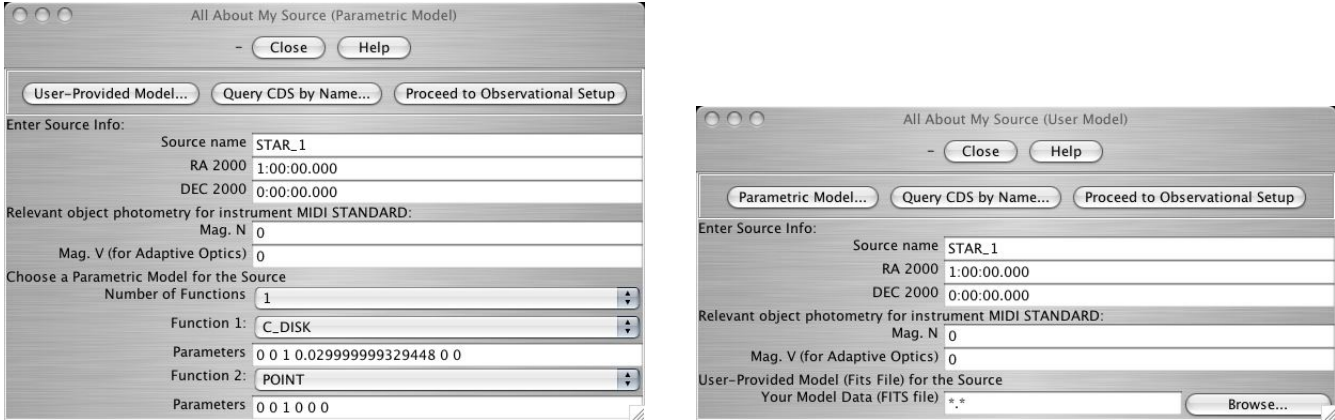 All About My Source (Parametric Model)
– Close Help
User-Provided Model... Query CDS by Name... Proceed to Observational Setup
Enter Source Info:
Source name STAR_1
RA 2000 1:00:00.000
DEC 2000 0:00:00.000
Relevant object photometry for instrument MIDI STANDARD:
Mag. N 0
Mag. V (for Adaptive Optics) 0
Choose a Parametric Model for the Source
Number of Functions 1
Function 1: C_DISK
Parameters 0 0 1 0.029999999329448 0 0
Function 2: POINT
Parameters 0 0 1 0 0 0
All About My Source (User Model)
– Close Help
Parametric Model... Query CDS by Name... Proceed to Observational Setup
Enter Source Info:
Source name STAR_1
RA 2000 1:00:00.000
DEC 2000 0:00:00.000
Relevant object photometry for instrument MIDI STANDARD:
Mag. N 0
Mag. V (for Adaptive Optics) 0
User-Provided Model (Fits File) for the Source
Your Model Data (FITS file) *.* Browse...